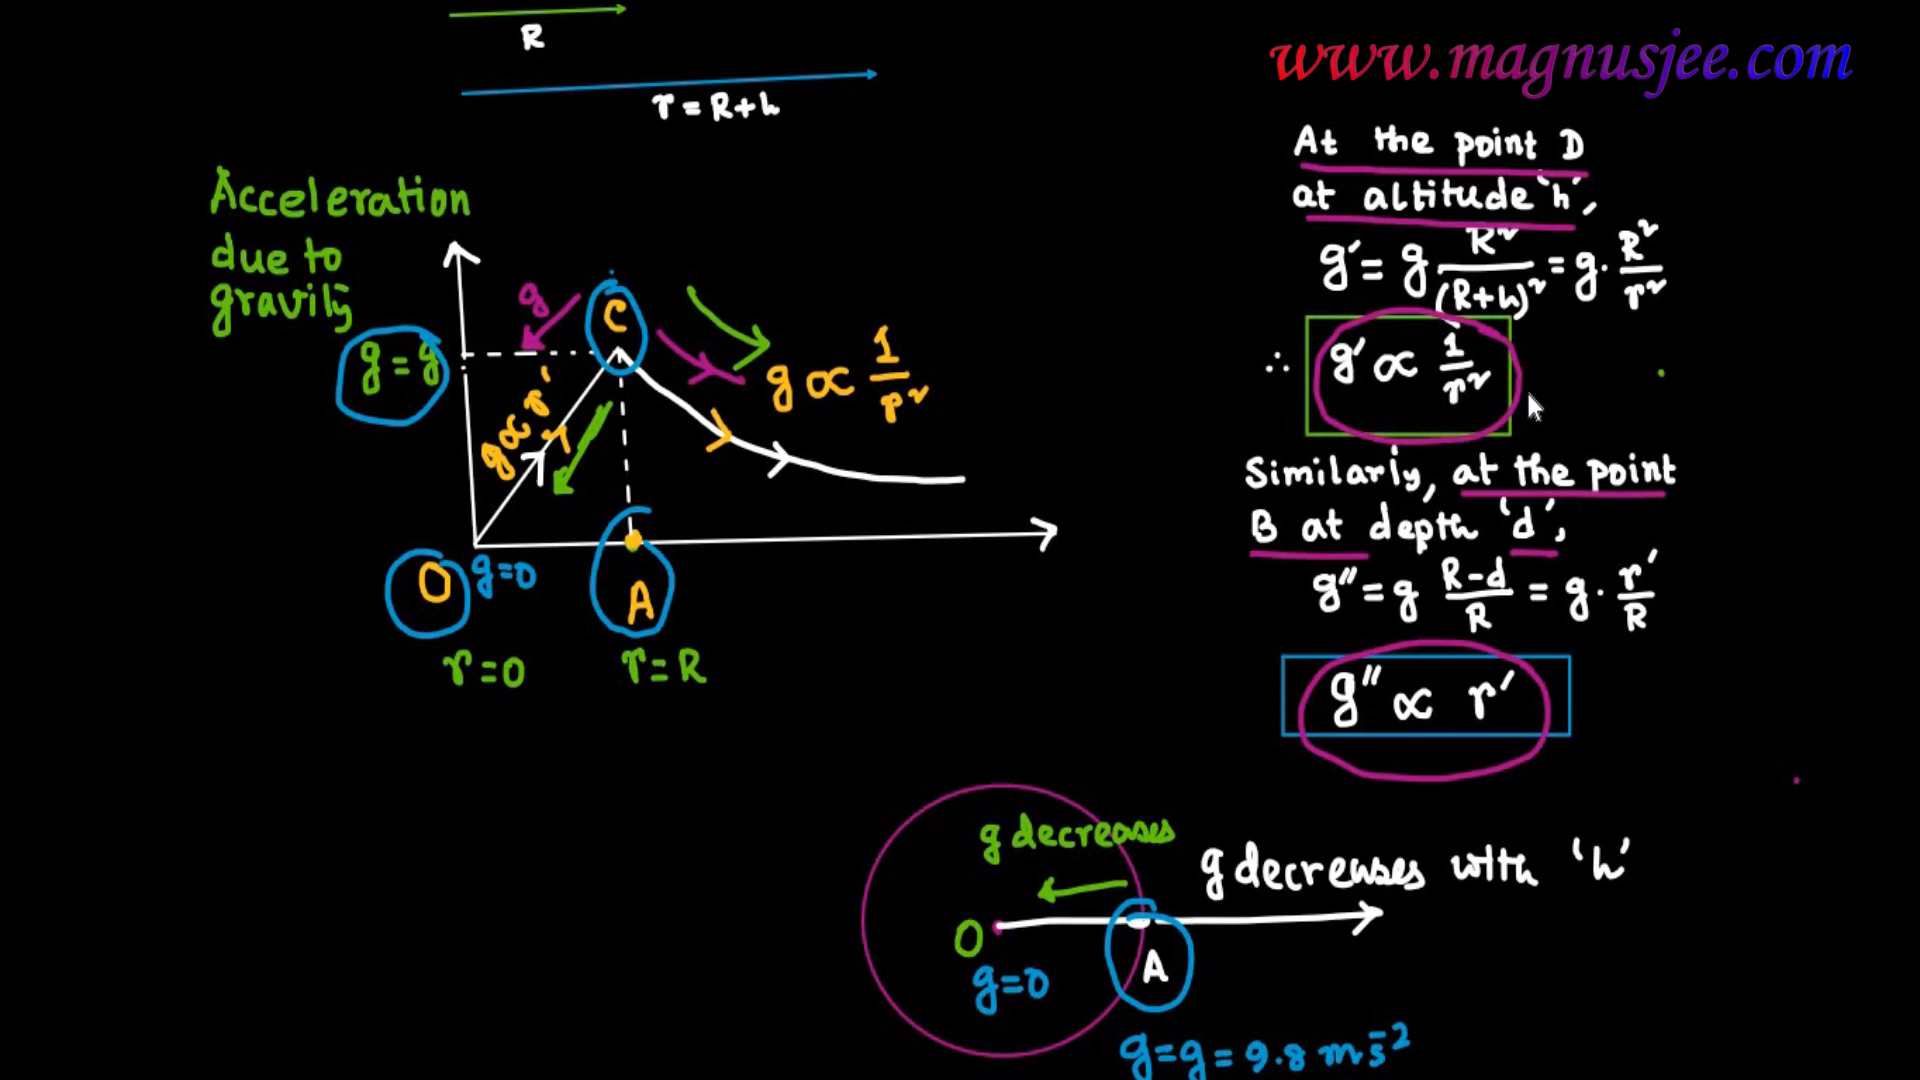 R
r = R+h
www.magnusjee.com
Acceleration
due to
gravity
g = g
g
C
g ∝ r'
g ∝ 1/r²
O g=0
A
r=0
r=R
At the point D
at altitude 'h',
g' = g R²/(R+h)² = g. R²/r²
∴ g' ∝ 1/r²
Similarly, at the point
B at depth 'd',
g'' = g R-d/R = g. r'/R
g'' ∝ r'
g decreases
g decreases with 'h'
O
g=0
A
g=g=9.8 ms⁻²